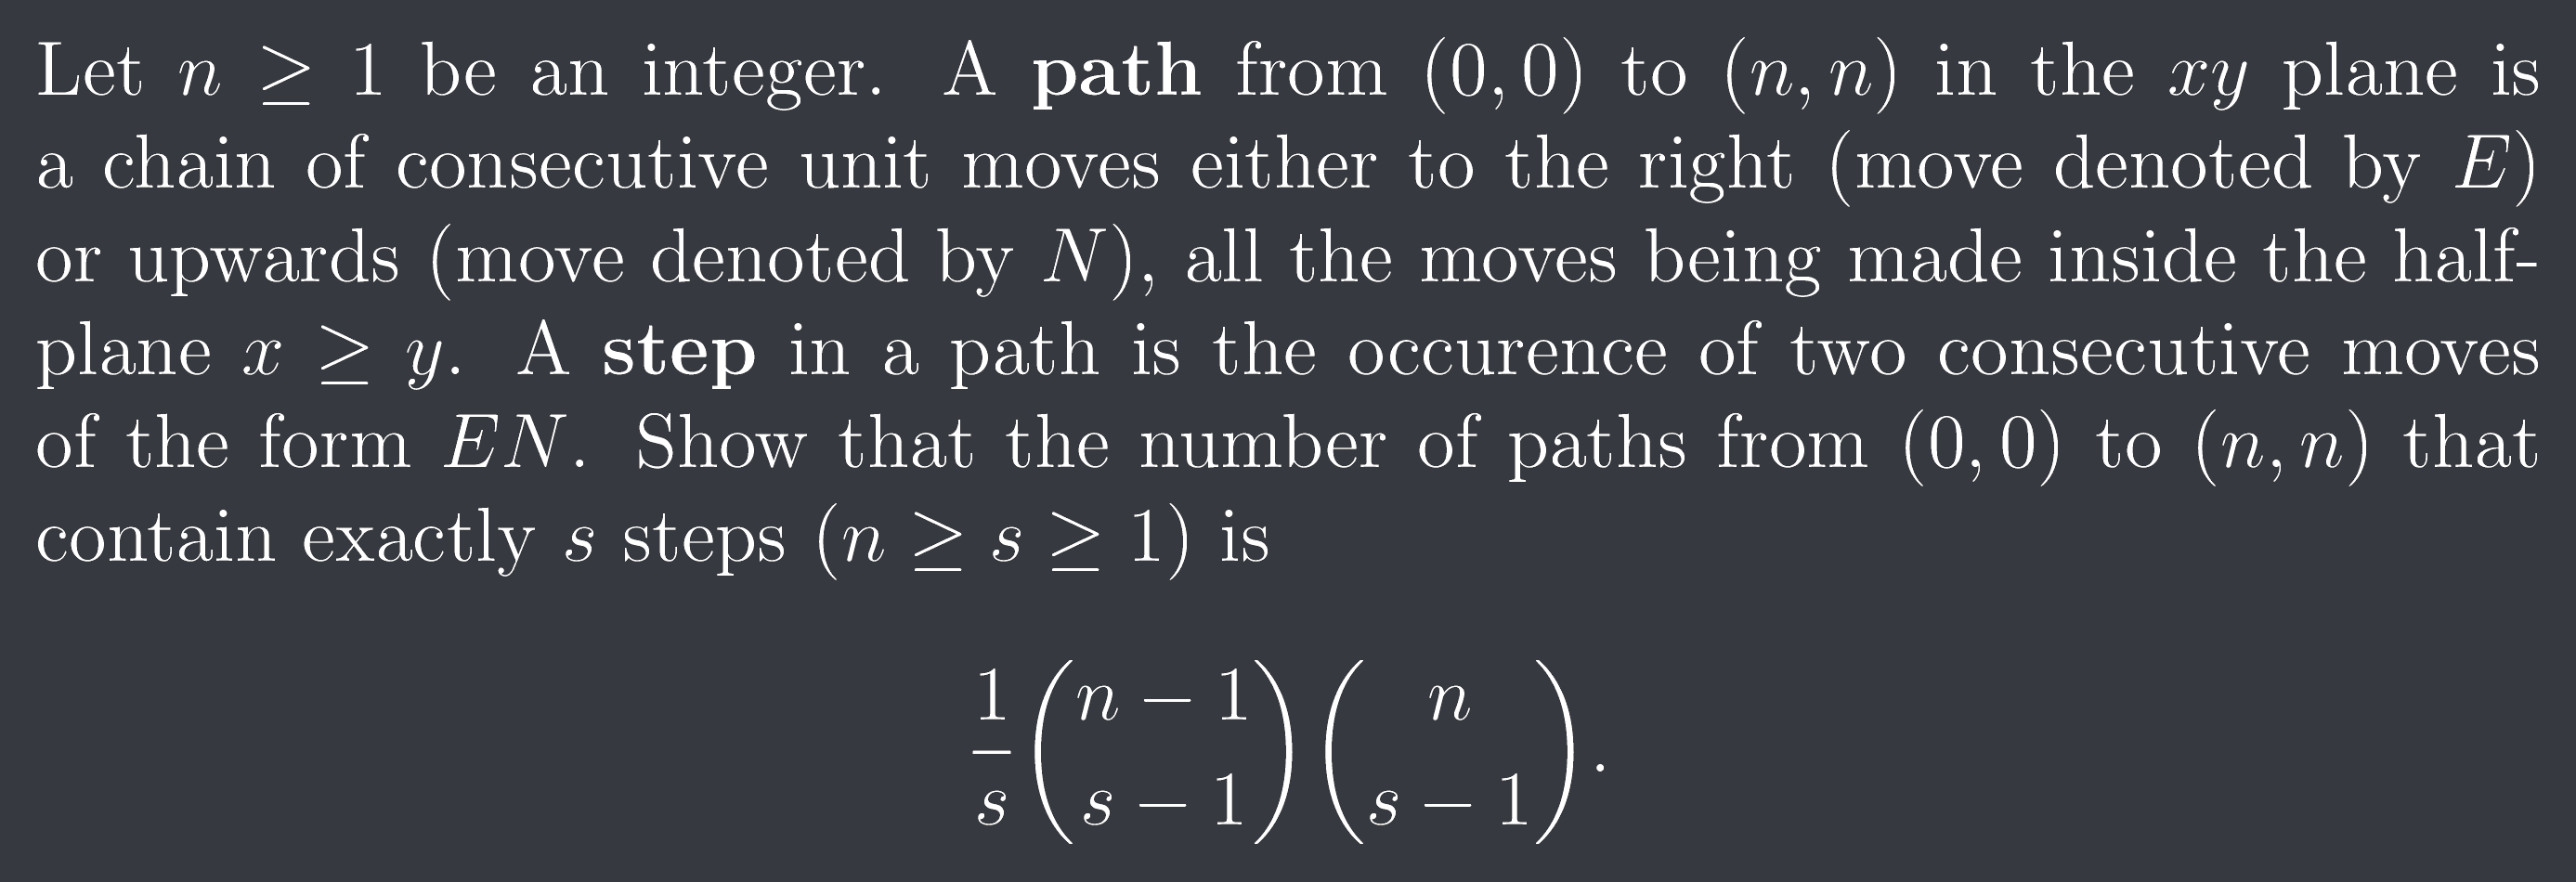 Let n ≥ 1 be an integer. A path from (0, 0) to (n, n) in the xy plane is
a chain of consecutive unit moves either to the right (move denoted by E)
or upwards (move denoted by N), all the moves being made inside the half-
plane x ≥ y. A step in a path is the occurence of two consecutive moves
of the form EN. Show that the number of paths from (0, 0) to (n, n) that
contain exactly s steps (n ≥ s ≥ 1) is
\frac{1}{s}\binom{n-1}{s-1}\binom{n}{s-1}.